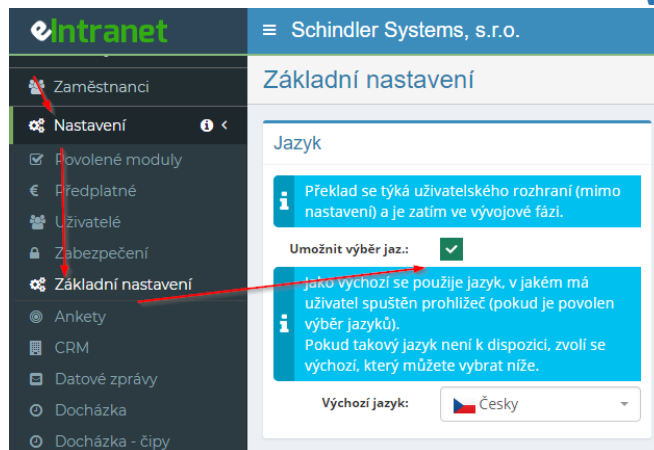 eIntranet
Schindler Systems, s.r.o.
Zaměstnanci
Nastavení
Povolené moduly
Předplatné
Uživatelé
Zabezpečení
Základní nastavení
Ankety
CRM
Datové zprávy
Docházka
Docházka - čipy
Základní nastavení
Jazyk
Překlad se týká uživatelského rozhraní (mimo
nastavení) a je zatím ve vývojové fázi.
Umožnit výběr jaz.:
Jako výchozí se použije jazyk, v jakém má
uživatel spuštěn prohlížeč (pokud je povolen
výběr jazyků).
Pokud takový jazyk není k dispozici, zvolí se
výchozí, který můžete vybrat níže.
Výchozí jazyk:
Česky